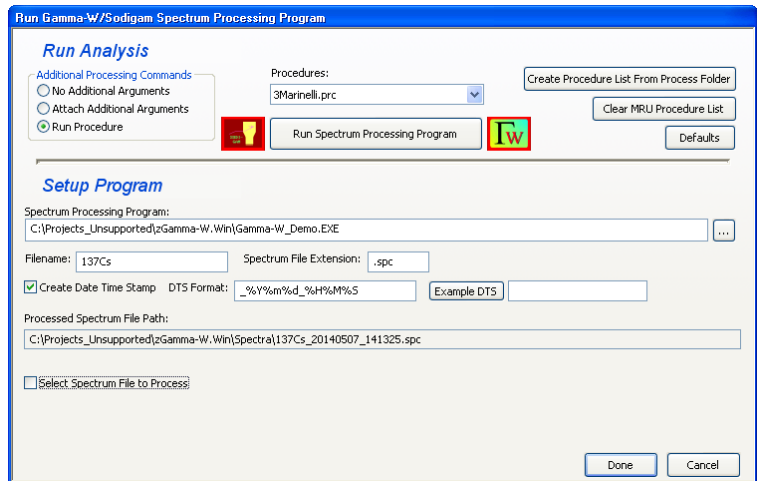 Run Gamma-W/Sodigam Spectrum Processing Program
Run Analysis
Additional Processing Commands
No Additional Arguments
Attach Additional Arguments
Run Procedure
Procedures:
3Marinelli.prc
Run Spectrum Processing Program
Γw
Create Procedure List From Process Folder
Clear MRU Procedure List
Defaults
Setup Program
Spectrum Processing Program:
C:\Projects_Unsupported\zGamma-W.Win\Gamma-W_Demo.EXE
...
Filename: 137Cs Spectrum File Extension: .spc
Create Date Time Stamp DTS Format: _%Y%m%d_%H%M%S Example DTS
Processed Spectrum File Path:
C:\Projects_Unsupported\zGamma-W.Win\Spectra\137Cs_20140507_141325.spc
Select Spectrum File to Process
Done Cancel